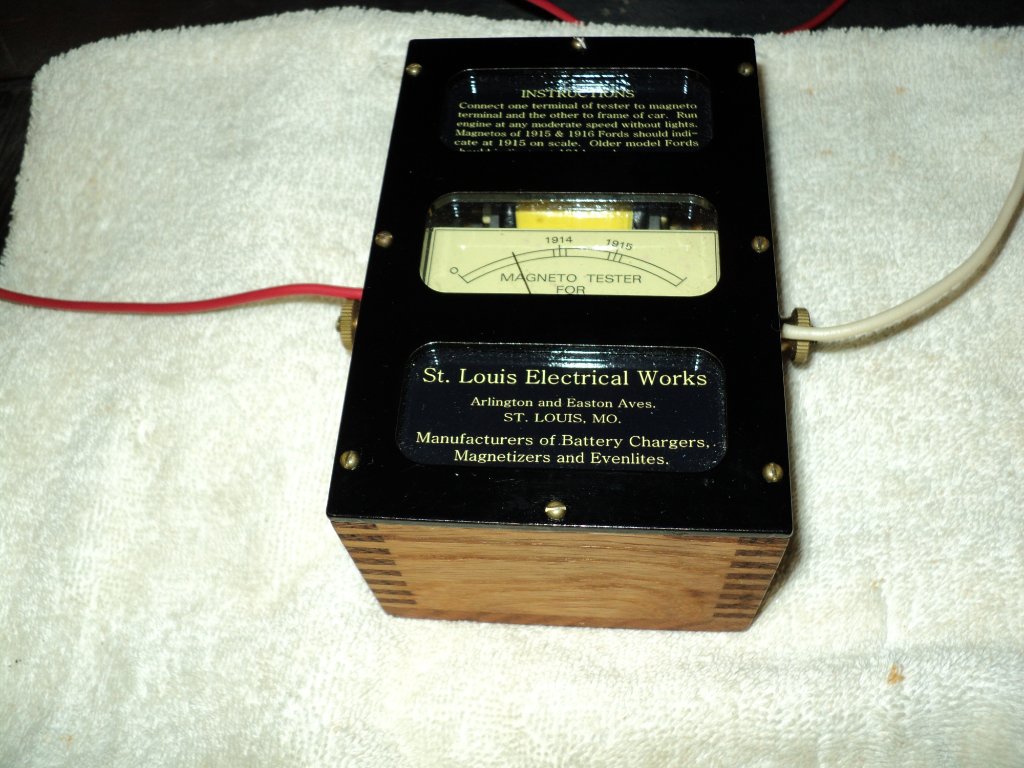 INSTRUCTIONS
Connect one terminal of tester to magneto
terminal and the other to frame of car. Run
engine at any moderate speed without lights.
Magnetos of 1915 & 1916 Fords should indi-
cate at 1915 on scale. Older model Fords
1914 1915
0
MAGNETO TESTER
FOR
St. Louis Electrical Works
Arlington and Easton Aves.
ST. LOUIS, MO.
Manufacturers of Battery Chargers,
Magnetizers and Evenlites.